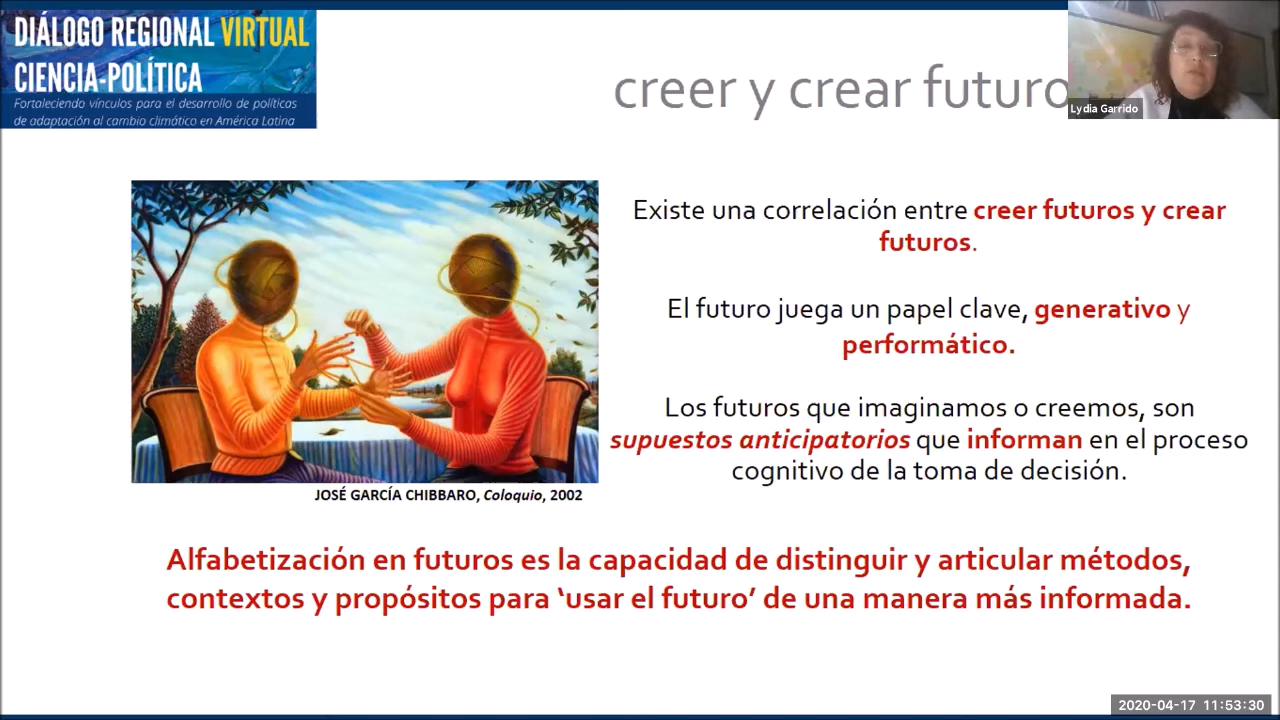 DIÁLOGO REGIONAL VIRTUAL
CIENCIA-POLÍTICA
Fortaleciendo vínculos para el desarrollo de políticas
de adaptación al cambio climático en América Latina
creer y crear futuro
Lydia Garrido
Existe una correlación entre creer futuros y crear
futuros.
El futuro juega un papel clave, generativo y
performático.
Los futuros que imaginamos o creemos, son
supuestos anticipatorios que informan en el proceso
cognitivo de la toma de decisión.
JOSÉ GARCÍA CHIBBARO, Coloquio, 2002
Alfabetización en futuros es la capacidad de distinguir y articular métodos,
contextos y propósitos para ‘usar el futuro’ de una manera más informada.
2020-04-17 11:53:30